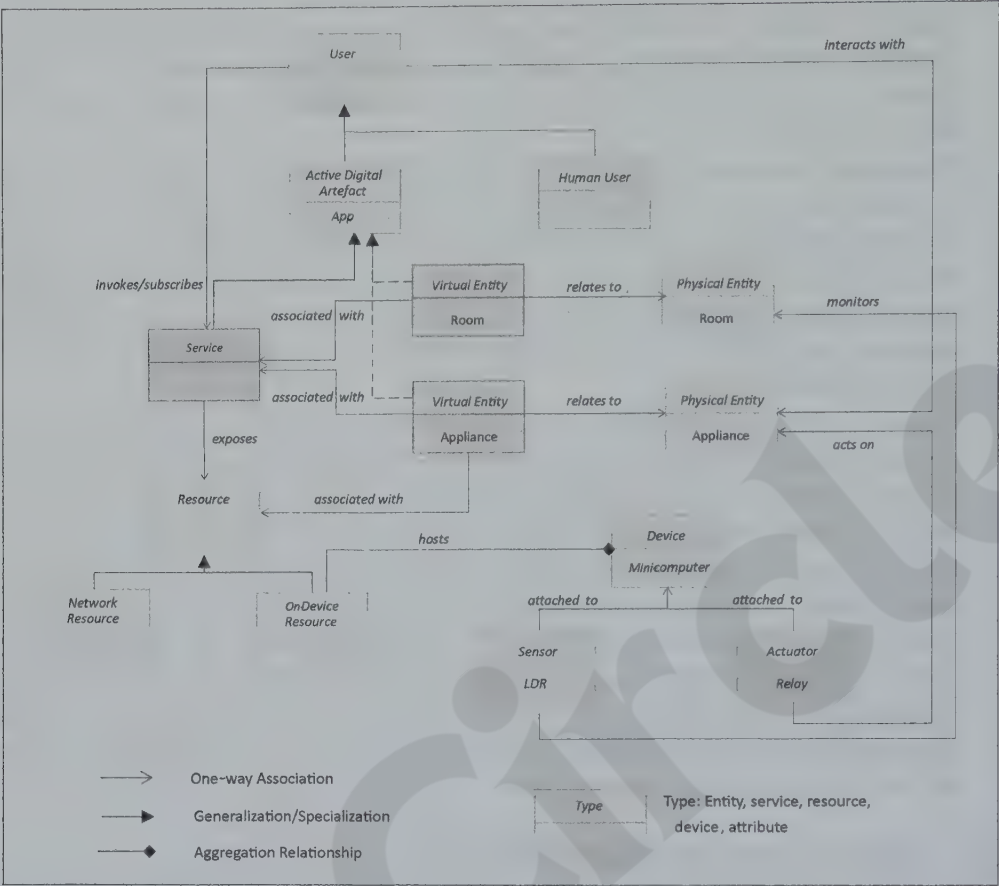 User
interacts with
Active Digital
Artefact
App
Human User
invokes/subscribes
Virtual Entity
Room
relates to
Physical Entity
Room
monitors
associated with
Service
associated with
Virtual Entity
Appliance
relates to
Physical Entity
Appliance
acts on
exposes
Resource
associated with
hosts
Device
Minicomputer
Network
Resource
OnDevice
Resource
attached to
attached to
Sensor
LDR
Actuator
Relay
One-way Association
Generalization/Specialization
Aggregation Relationship
Type
Type: Entity, service, resource,
device, attribute
Circle